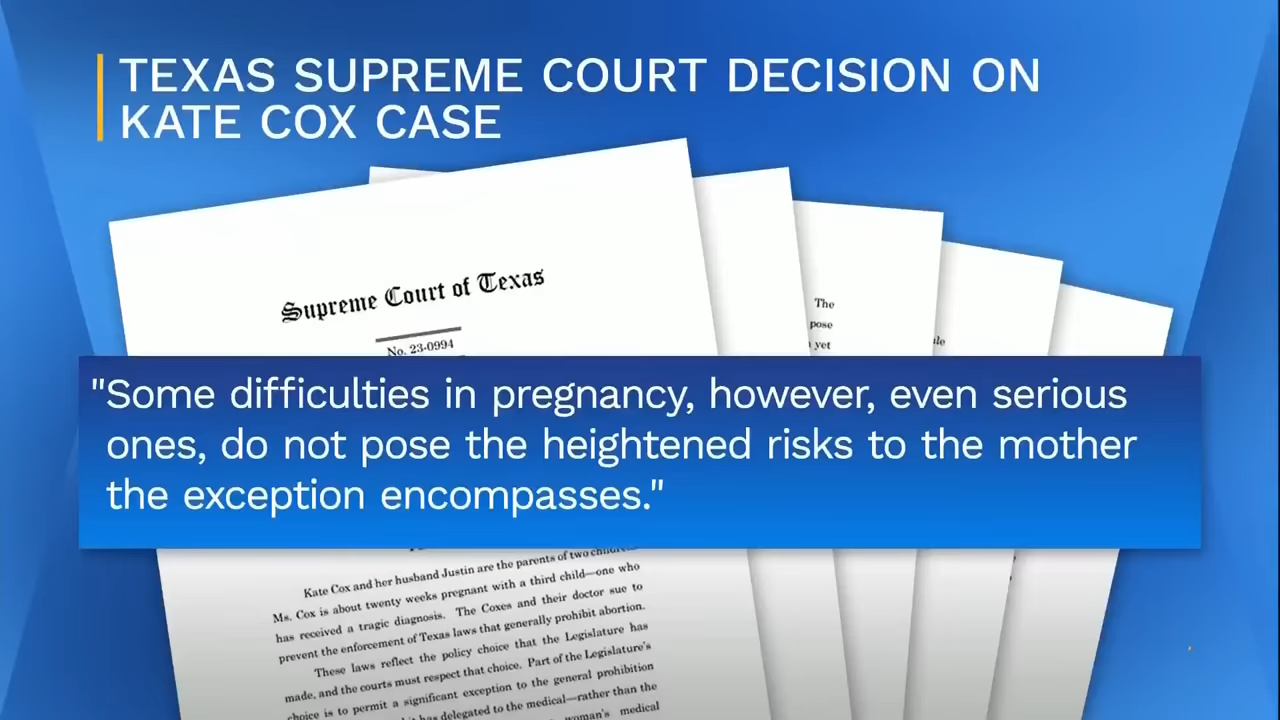 TEXAS SUPREME COURT DECISION ON
KATE COX CASE
Supreme Court of Texas
No. 23-0994
The
pose
yet
"Some difficulties in pregnancy, however, even serious
ones, do not pose the heightened risks to the mother
the exception encompasses."
Kate Cox and her husband Justin are the parents of two
Ms. Cox is about twenty weeks pregnant with a third child—one who
has received a tragic diagnosis. The Coxes and their doctor sue to
prevent the enforcement of Texas laws that generally prohibit abortion.
These laws reflect the policy choice that the Legislature has
made, and the courts must respect that choice. Part of the Legislature's
choice is to permit a significant exception to the general prohibition
has delegated to the medical—rather than the
woman's medical